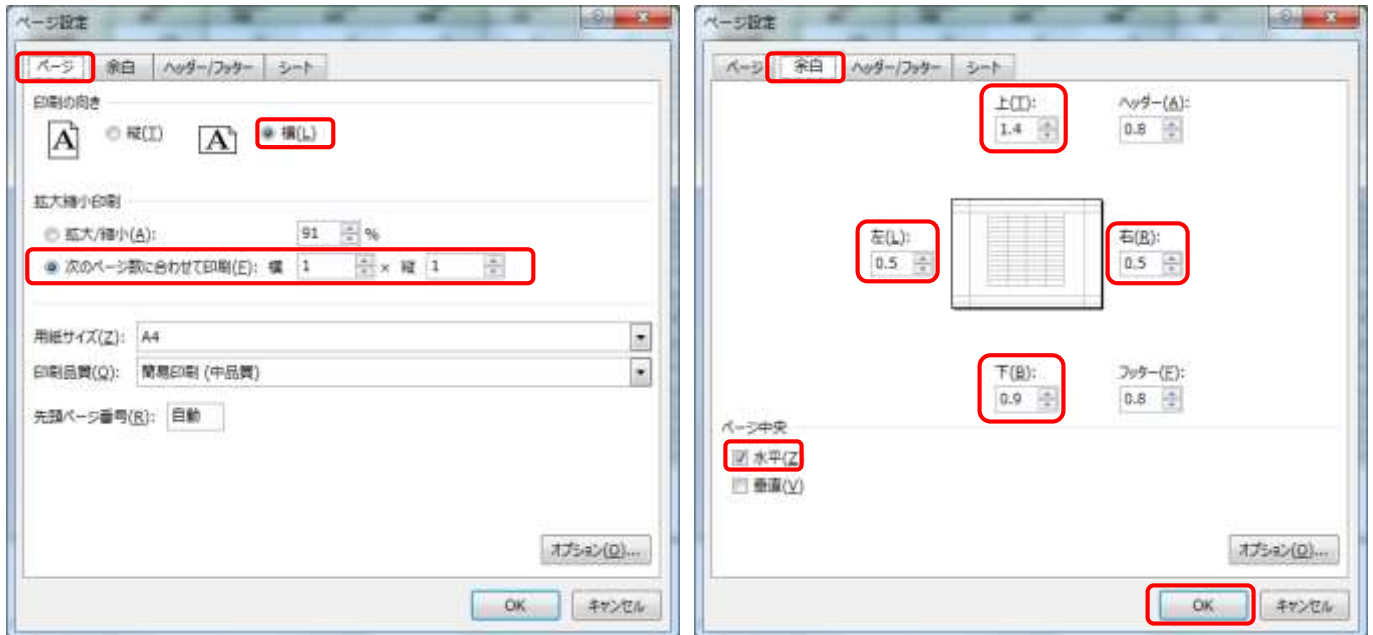 ページ設定
ページ 余白 ヘッダー/フッター シート
印刷の向き
A 縦(T) A 横(L)
拡大縮小印刷
拡大/縮小(A): 91 %
次のページ数に合わせて印刷(F): 横 1 × 縦 1
用紙サイズ(Z): A4
印刷品質(Q): 簡易印刷 (中品質)
先頭ページ番号(R): 自動
オプション(O)...
OK キャンセル
ページ設定
ページ 余白 ヘッダー/フッター シート
上(T): ヘッダー(A):
1.4 0.8
左(L): 右(R):
0.5 0.5
下(B): フッター(F):
0.9 0.8
ページ中央
水平(Z)
垂直(V)
オプション(O)...
OK キャンセル